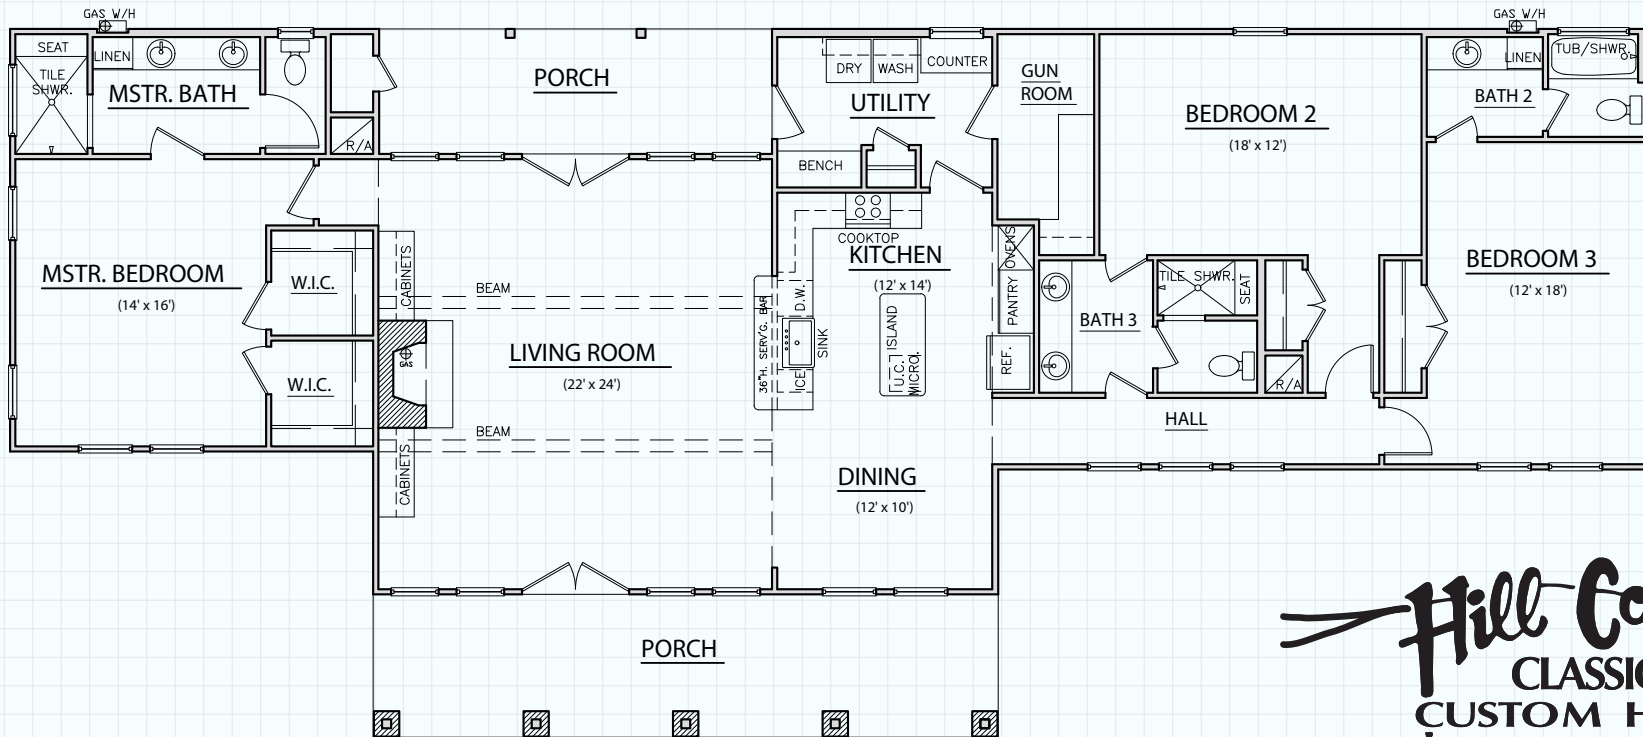 GAS W/H
SEAT
TILE
SHWR.
LINEN
MSTR. BATH
R/A
PORCH
DRY
WASH
COUNTER
UTILITY
BENCH
GUN
ROOM
BEDROOM 2
(18' x 12')
GAS W/H
LINEN
TUB/SHWR.
BATH 2
MSTR. BEDROOM
(14' x 16')
W.I.C.
W.I.C.
CABINETS
GAS
CABINETS
BEAM
LIVING ROOM
(22' x 24')
BEAM
COOKTOP
KITCHEN
(12' x 14')
36"H. SERV'G. BAR
D.W.
SINK
ICE
ISLAND
U.C.
MICRO.
OVENS
PANTRY
REF.
BATH 3
TILE SHWR.
SEAT
R/A
BEDROOM 3
(12' x 18')
HALL
DINING
(12' x 10')
PORCH
Hill Co
CLASSIC
CUSTOM H